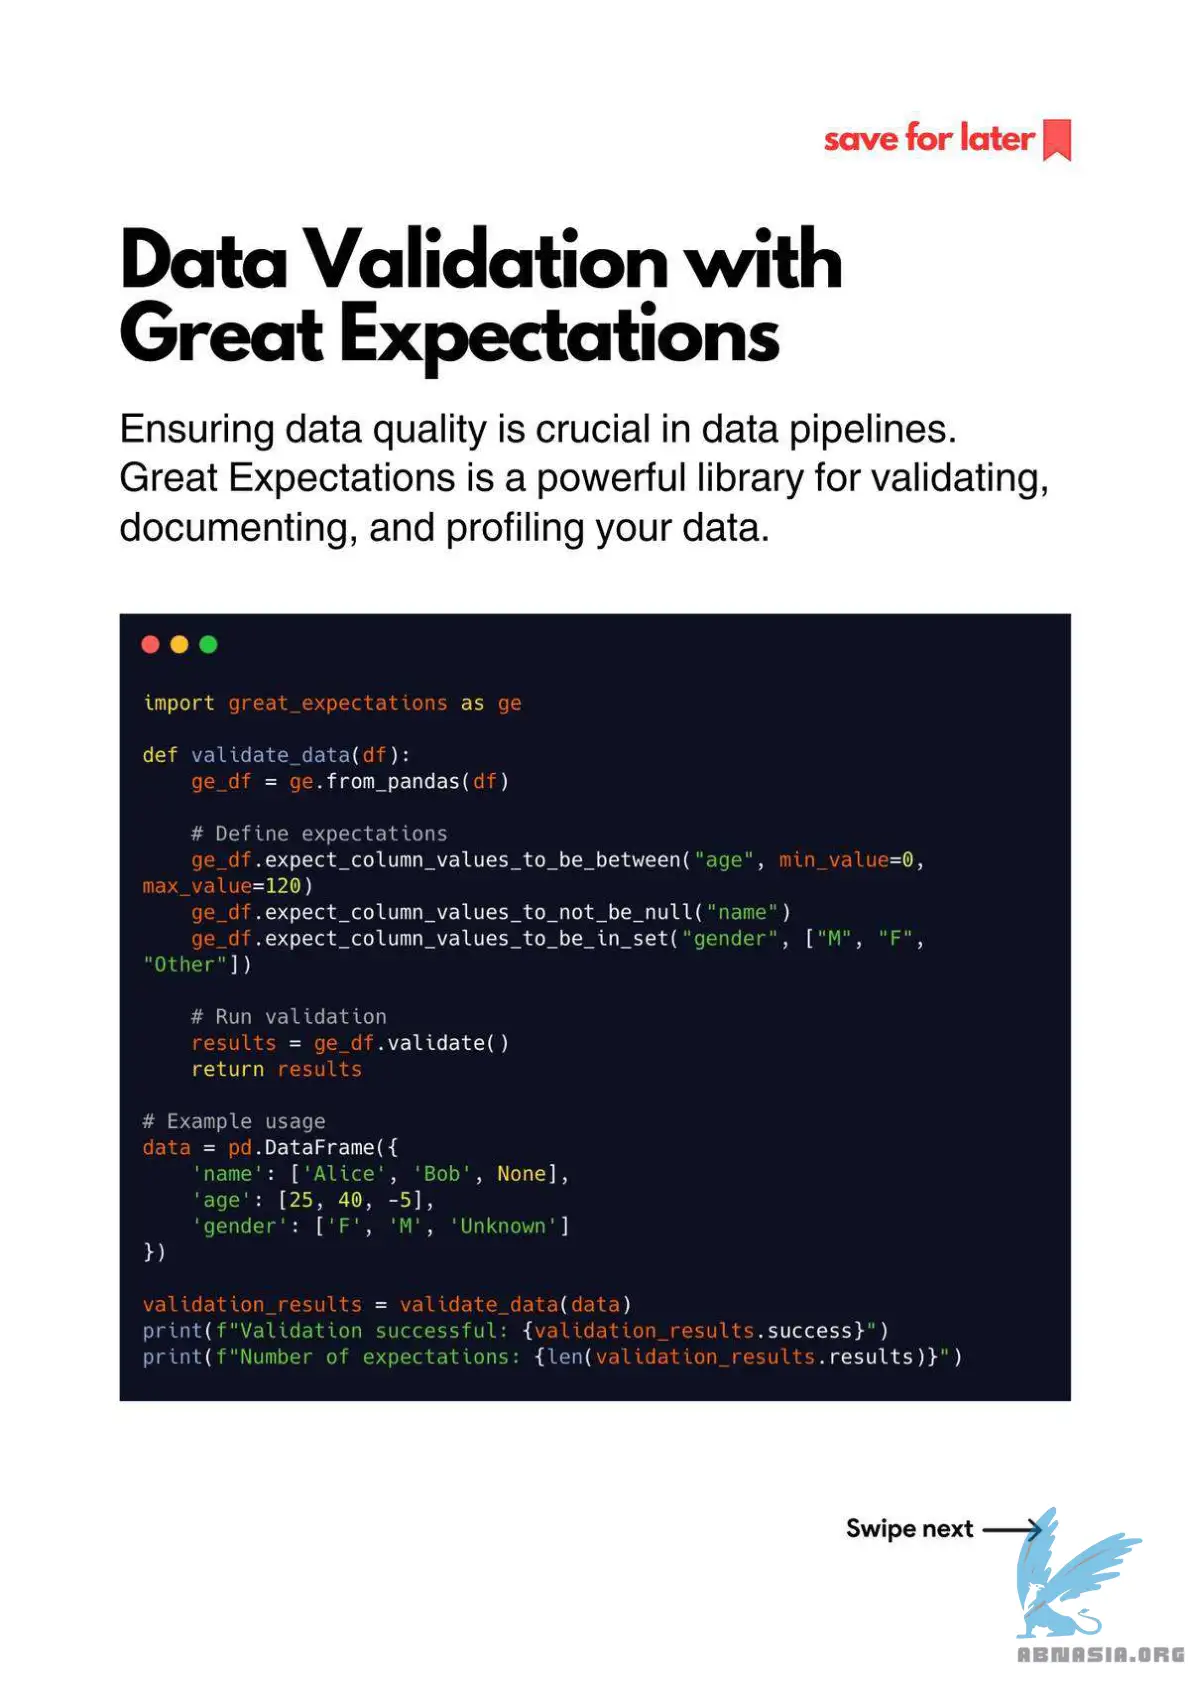 save for later
Data Validation with
Great Expectations
Ensuring data quality is crucial in data pipelines.
Great Expectations is a powerful library for validating,
documenting, and profiling your data.
import great_expectations as ge
def validate_data(df):
    ge_df = ge.from_pandas(df)
    # Define expectations
    ge_df.expect_column_values_to_be_between("age", min_value=0,
max_value=120)
    ge_df.expect_column_values_to_not_be_null("name")
    ge_df.expect_column_values_to_be_in_set("gender", ["M", "F",
"Other"])
    # Run validation
    results = ge_df.validate()
    return results
# Example usage
data = pd.DataFrame({
    'name': ['Alice', 'Bob', None],
    'age': [25, 40, -5],
    'gender': ['F', 'M', 'Unknown']
})
validation_results = validate_data(data)
print(f"Validation successful: {validation_results.success}")
print(f"Number of expectations: {len(validation_results.results)}")
Swipe next
ABNASIA.ORG